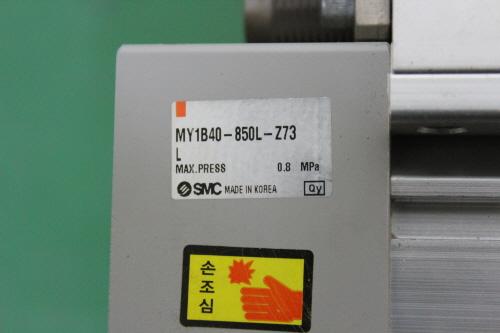 MY1B40-850L-Z73
L
MAX.PRESS 0.8 MPa
SMC MADE IN KOREA Qy
손
조
심